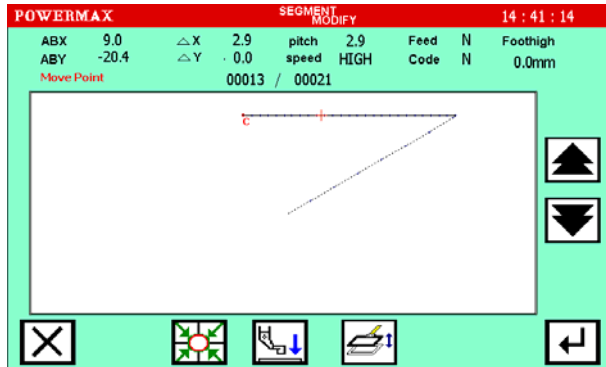 POWERMAX SEGMENT MODIFY 14 : 41 : 14
ABX 9.0 △X 2.9 pitch 2.9 Feed N Foothigh
ABY -20.4 △Y · 0.0 speed HIGH Code N 0.0mm
Move Point 00013 / 00021
C